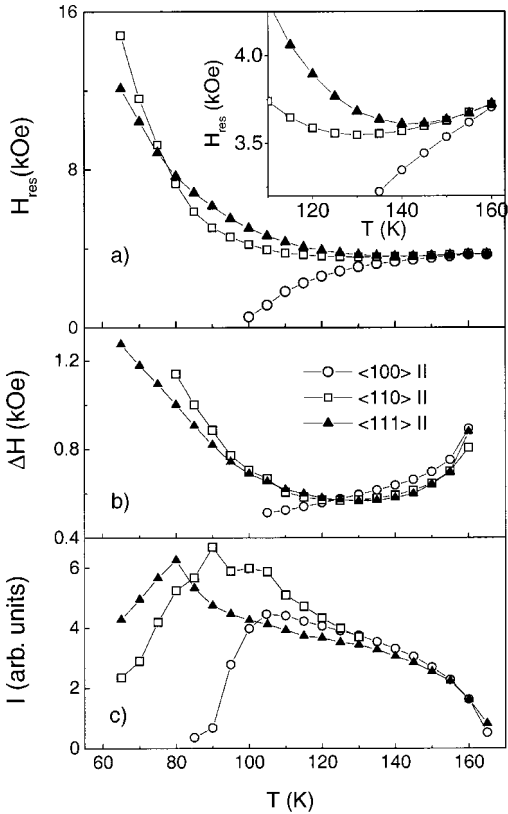 16
8
0
H_res(kOe)
a)
4.0
3.5
H_res (kOe)
120
140
160
T (K)
1.2
0.8
0.4
ΔH (kOe)
<100> II
<110> II
<111> II
b)
6
4
2
0
I (arb. units)
c)
60
80
100
120
140
160
T (K)